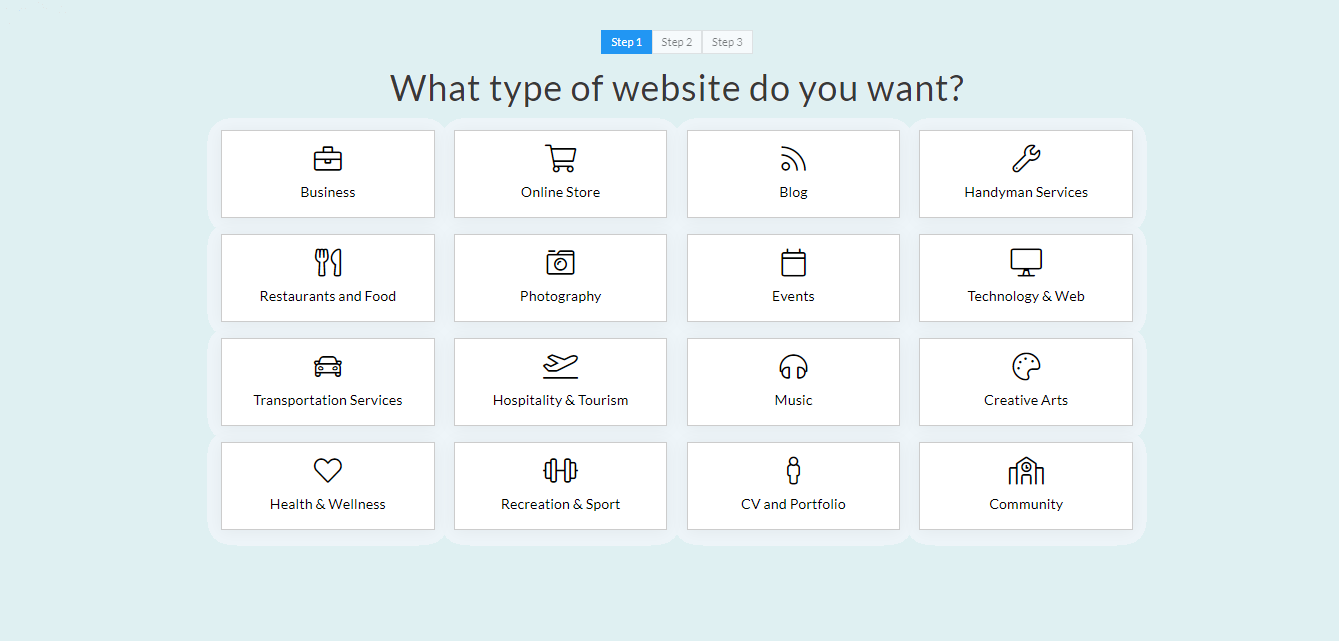 Step 1 Step 2 Step 3
What type of website do you want?
Business Online Store Blog Handyman Services
Restaurants and Food Photography Events Technology & Web
Transportation Services Hospitality & Tourism Music Creative Arts
Health & Wellness Recreation & Sport CV and Portfolio Community